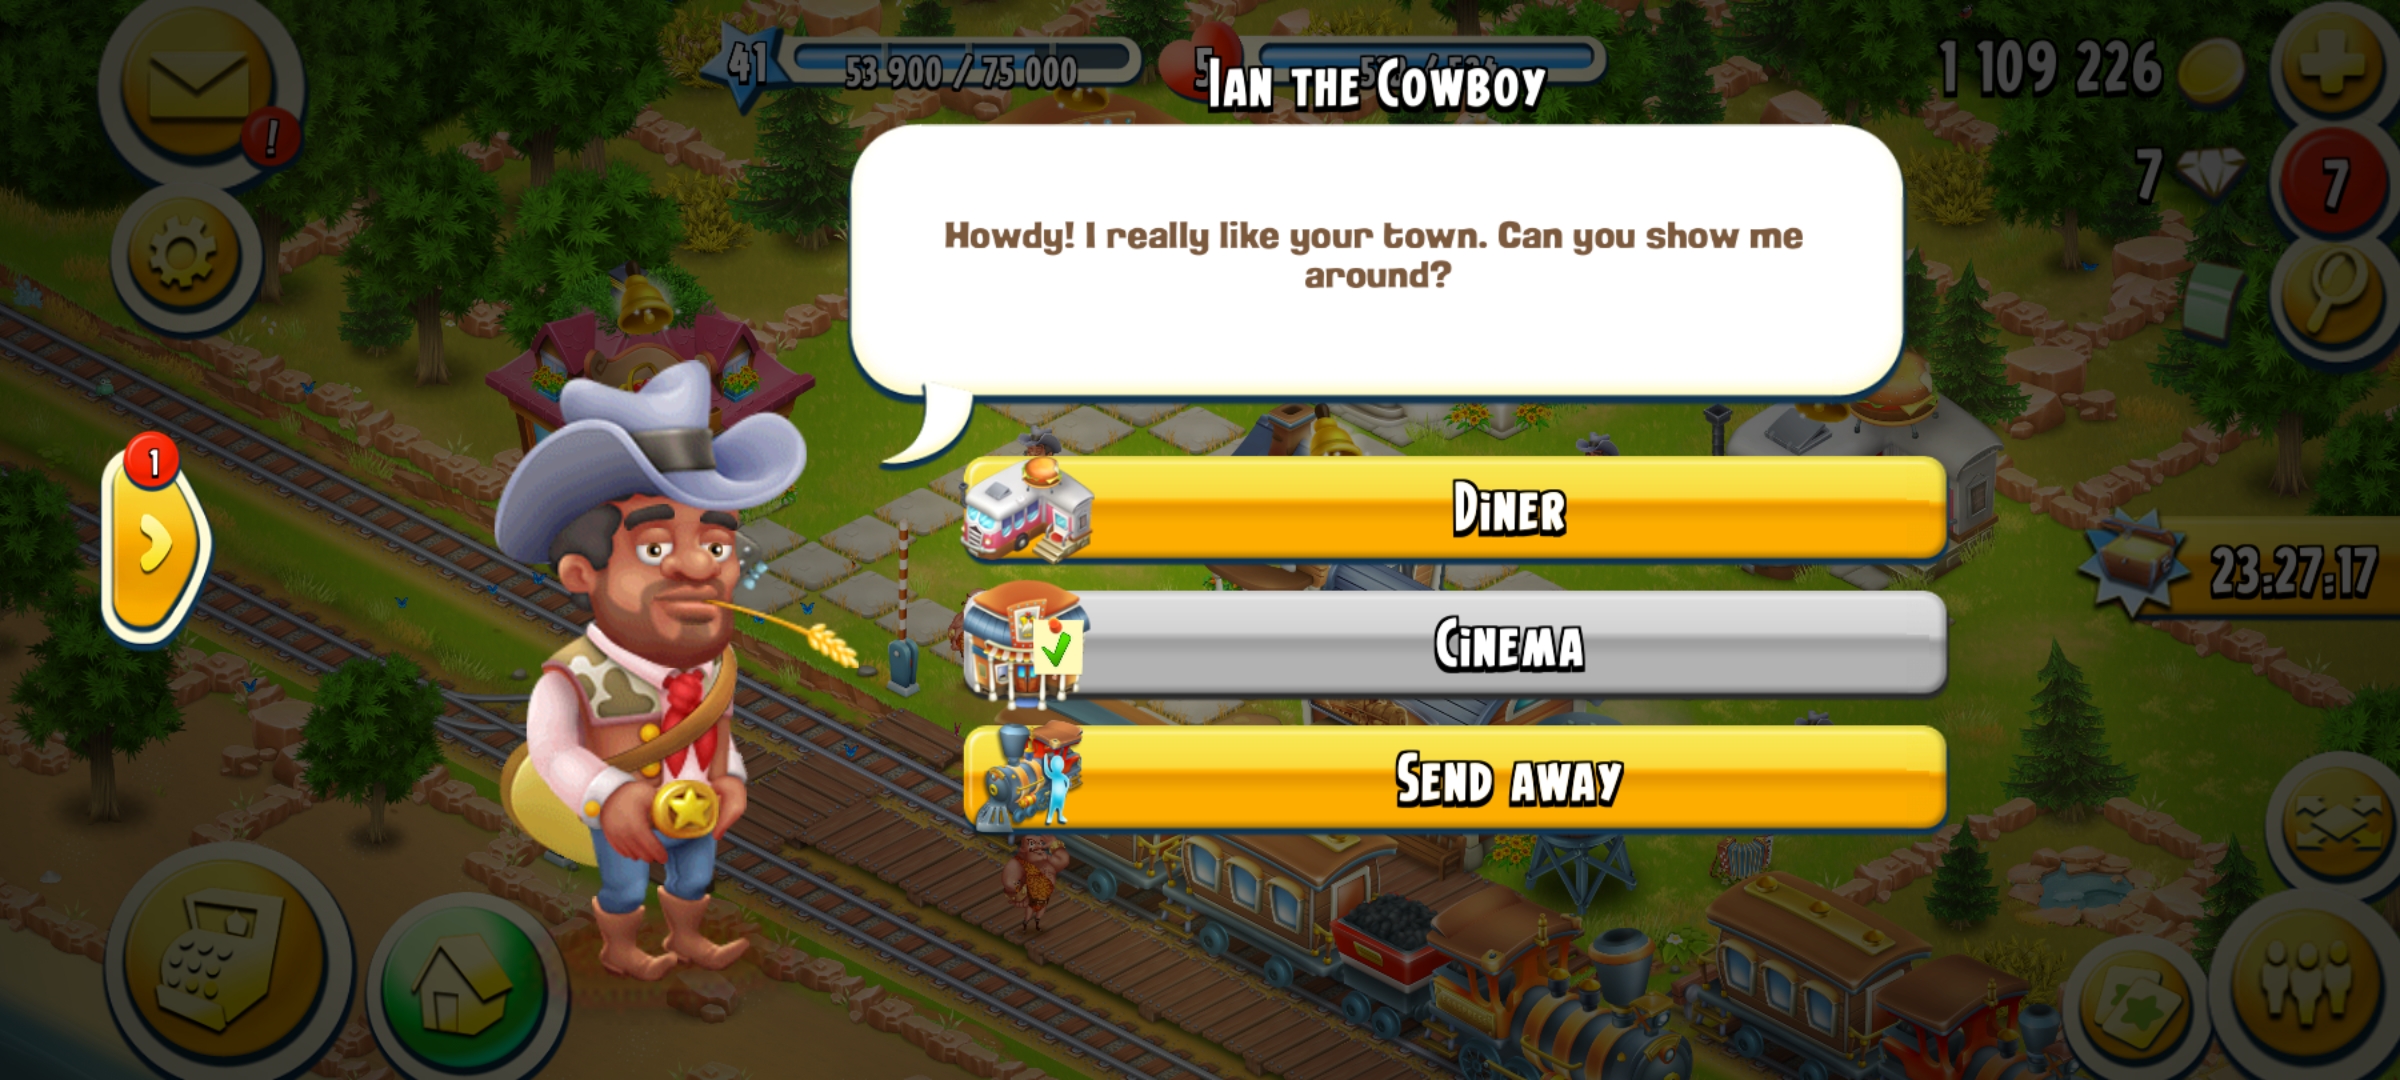 41
53 900 / 75 000
5
IAN THE COWBOY
1 109 226
7
7
!
Howdy! I really like your town. Can you show me
around?
1
DINER
CINEMA
SEND AWAY
23:27:17